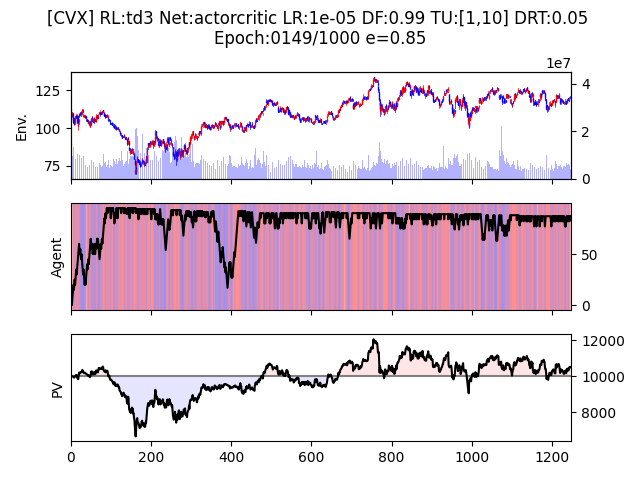 [CVX] RL:td3 Net:actorcritic LR:1e-05 DF:0.99 TU:[1,10] DRT:0.05
Epoch:0149/1000 e=0.85
1e7
Env.
125
100
75
4
2
0
Agent
50
0
PV
12000
10000
8000
0 200 400 600 800 1000 1200